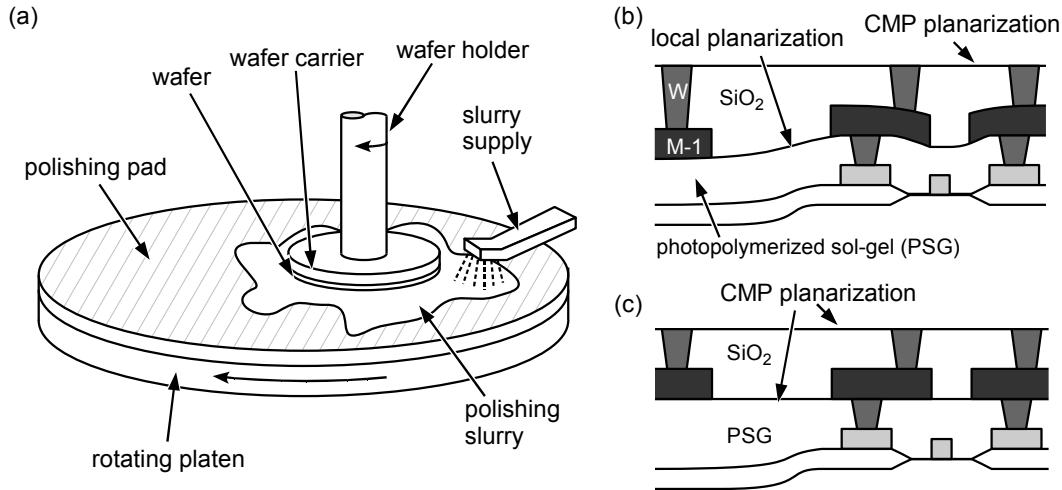 (a)
wafer holder
wafer carrier
wafer
slurry
supply
polishing pad
polishing
slurry
rotating platen
(b)
CMP planarization
local planarization
W
SiO2
M-1
photopolymerized sol-gel (PSG)
(c)
CMP planarization
SiO2
PSG